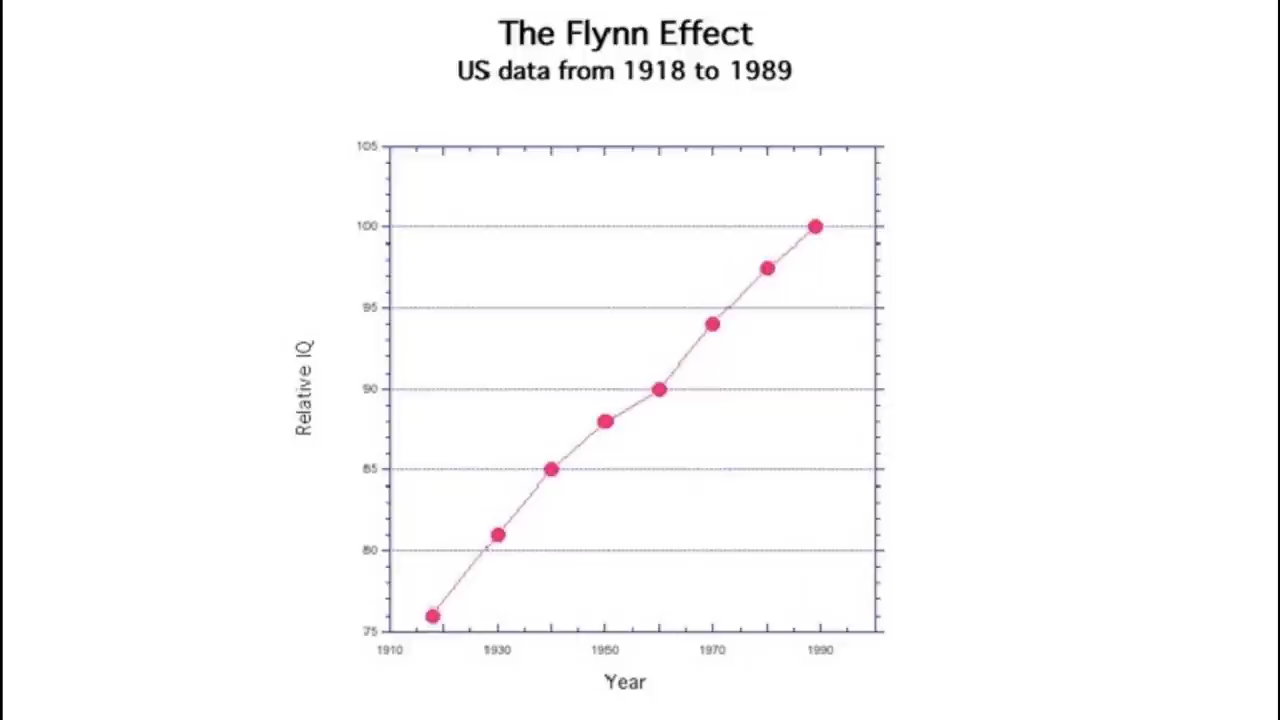 The Flynn Effect
US data from 1918 to 1989
105
100
95
90
85
80
75
Relative IQ
1910 1930 1950 1970 1990
Year